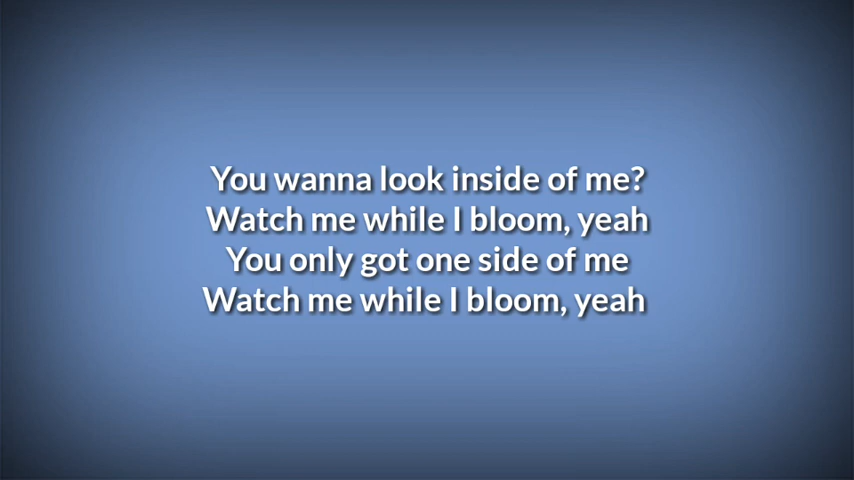 You wanna look inside of me?
Watch me while I bloom, yeah
You only got one side of me
Watch me while I bloom, yeah